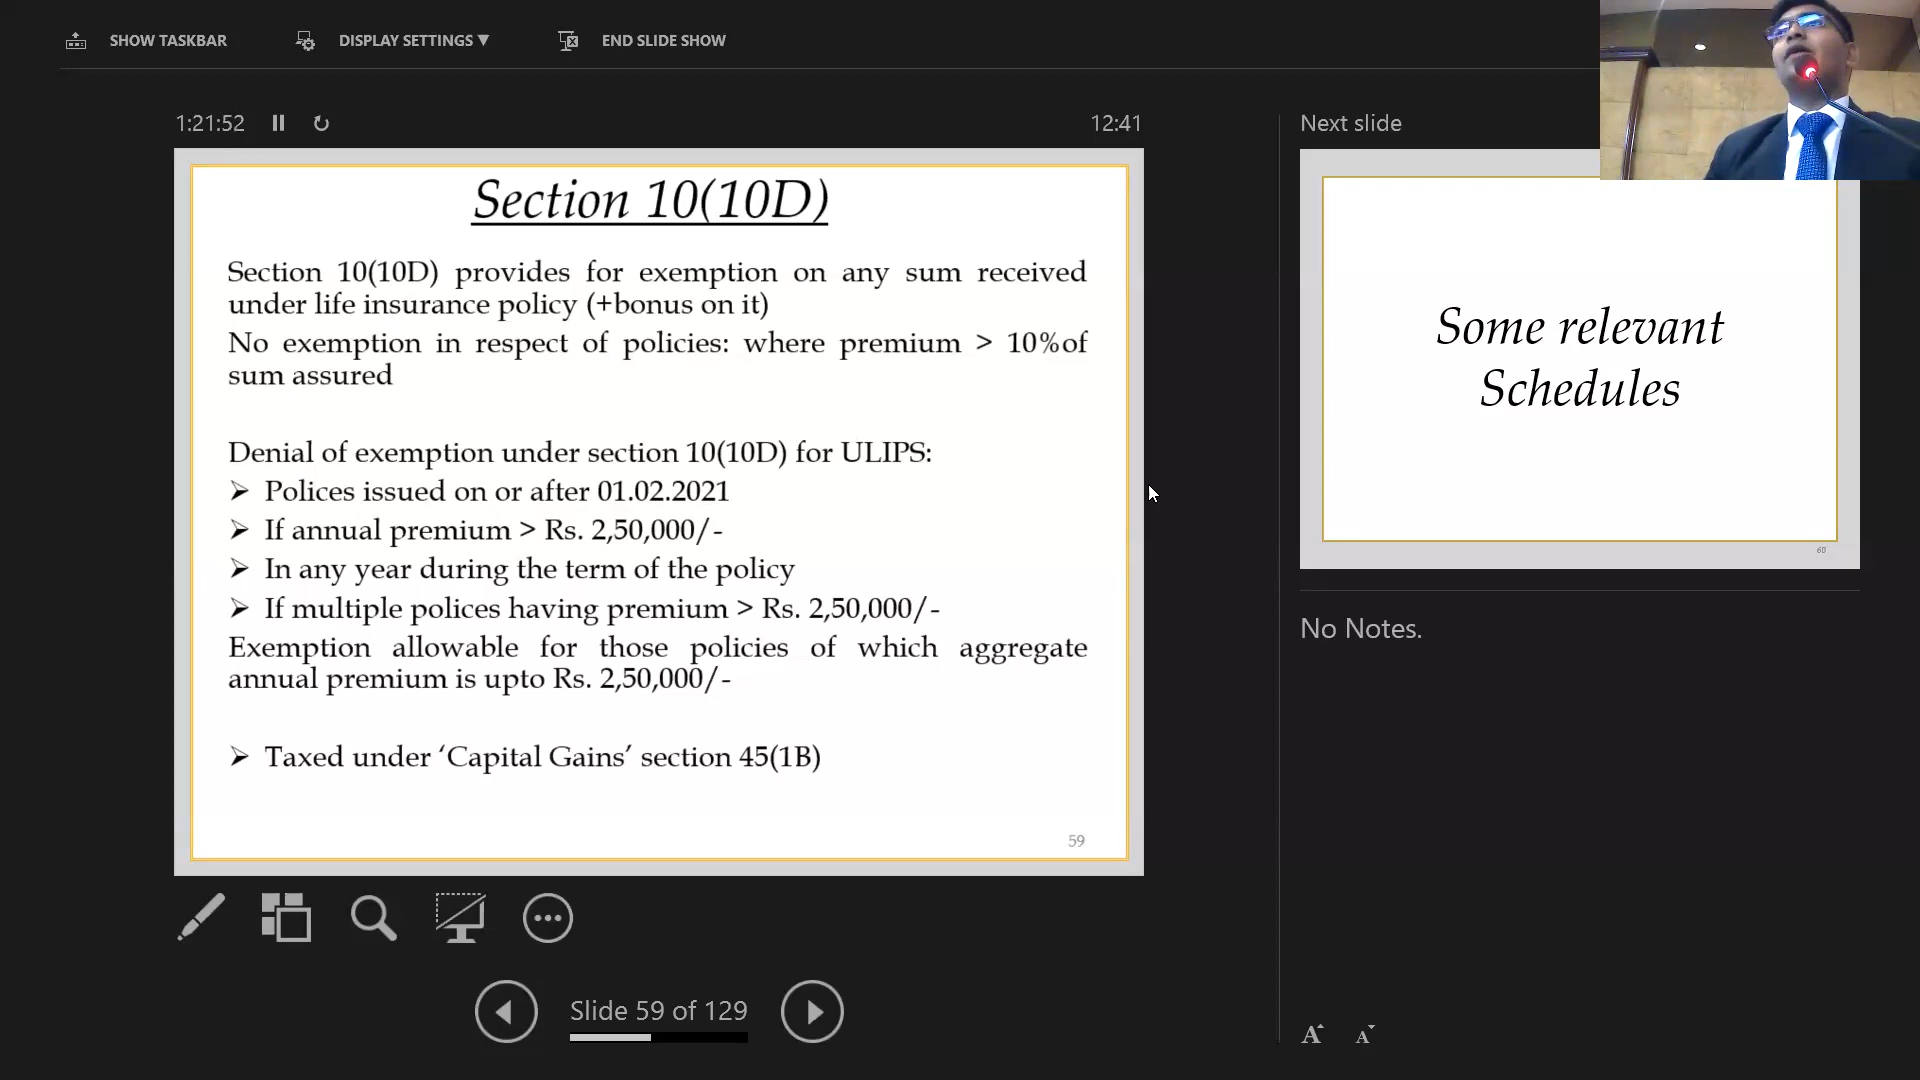 SHOW TASKBAR
DISPLAY SETTINGS ▼
END SLIDE SHOW
1:21:52
12:41
Section 10(10D)
Section 10(10D) provides for exemption on any sum received
under life insurance policy (+bonus on it)
No exemption in respect of policies: where premium > 10%of
sum assured
Denial of exemption under section 10(10D) for ULIPS:
➢ Polices issued on or after 01.02.2021
➢ If annual premium > Rs. 2,50,000/-
➢ In any year during the term of the policy
➢ If multiple polices having premium > Rs. 2,50,000/-
Exemption allowable for those policies of which aggregate
annual premium is upto Rs. 2,50,000/-
➢ Taxed under ‘Capital Gains’ section 45(1B)
59
Slide 59 of 129
Next slide
Some relevant
Schedules
60
No Notes.
A A